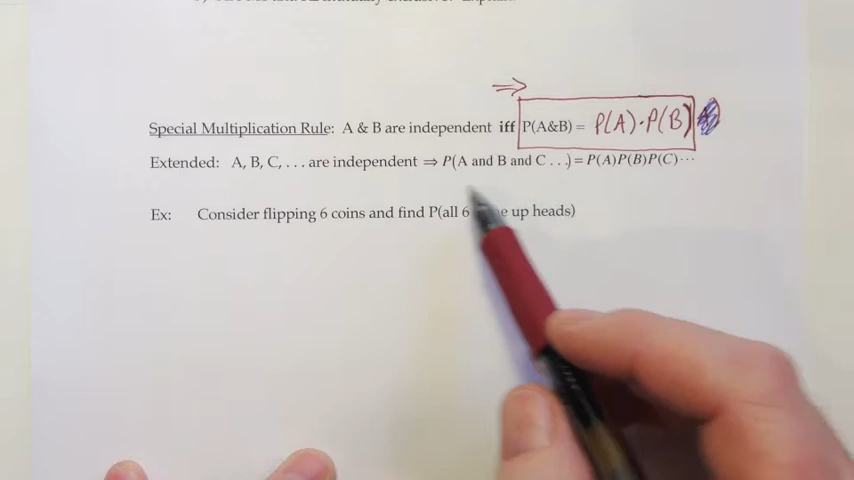 ⇒
Special Multiplication Rule: A & B are independent iff P(A&B) = P(A)·P(B)
Extended: A, B, C, . . . are independent ⇒ P(A and B and C . . .) = P(A)P(B)P(C)···
Ex: Consider flipping 6 coins and find P(all 6 up heads)